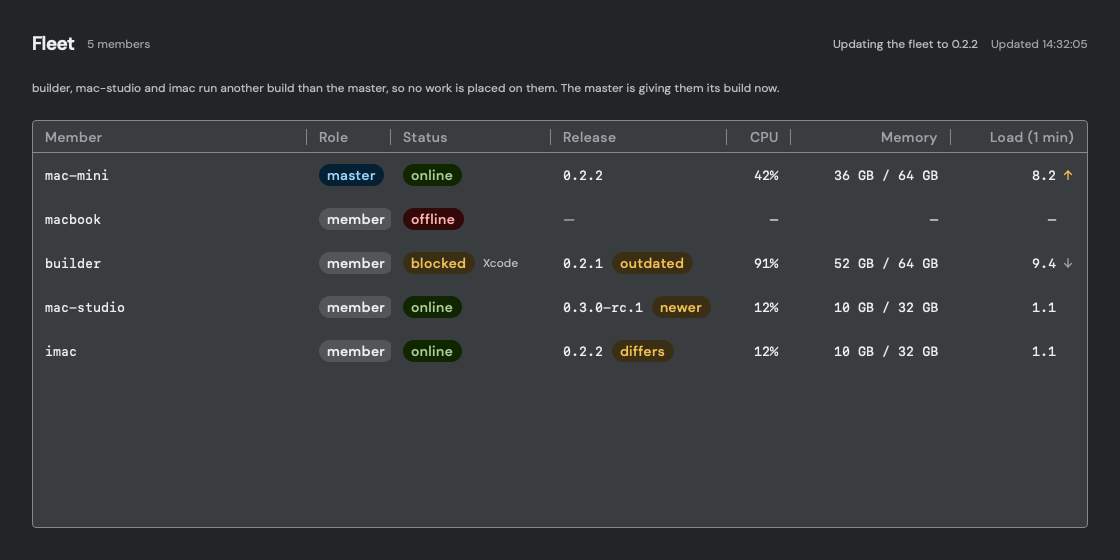 Fleet 5 members Updating the fleet to 0.2.2 Updated 14:32:05
builder, mac-studio and imac run another build than the master, so no work is placed on them. The master is giving them its build now.
Member Role Status Release CPU Memory Load (1 min)
mac-mini master online 0.2.2 42% 36 GB / 64 GB 8.2 ↑
macbook member offline — — — —
builder member blocked Xcode 0.2.1 outdated 91% 52 GB / 64 GB 9.4 ↓
mac-studio member online 0.3.0-rc.1 newer 12% 10 GB / 32 GB 1.1
imac member online 0.2.2 differs 12% 10 GB / 32 GB 1.1